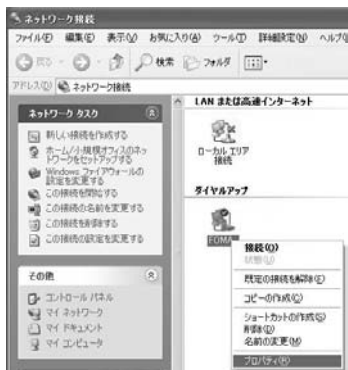 ネットワーク接続
ファイル(F) 編集(E) 表示(V) お気に入り(A) ツール(T) 詳細設定(N) ヘルプ(
戻る 検索 フォルダ
アドレス(D) ネットワーク接続
ネットワーク タスク
新しい接続を作成する
ホーム/小規模オフィスのネットワークをセットアップする
Windows ファイアウォールの設定を変更する
この接続を開始する
この接続の名前を変更する
この接続を削除する
この接続の設定を変更する
その他
コントロール パネル
マイ ネットワーク
マイ ドキュメント
マイ コンピュータ
LAN または高速インターネット
ローカル エリア
接続
ダイヤルアップ
FOMA
接続(O)
状態(U)
既定の接続を解除(F)
コピーの作成(C)
ショートカットの作成(S)
削除(D)
名前の変更(M)
プロパティ(R)